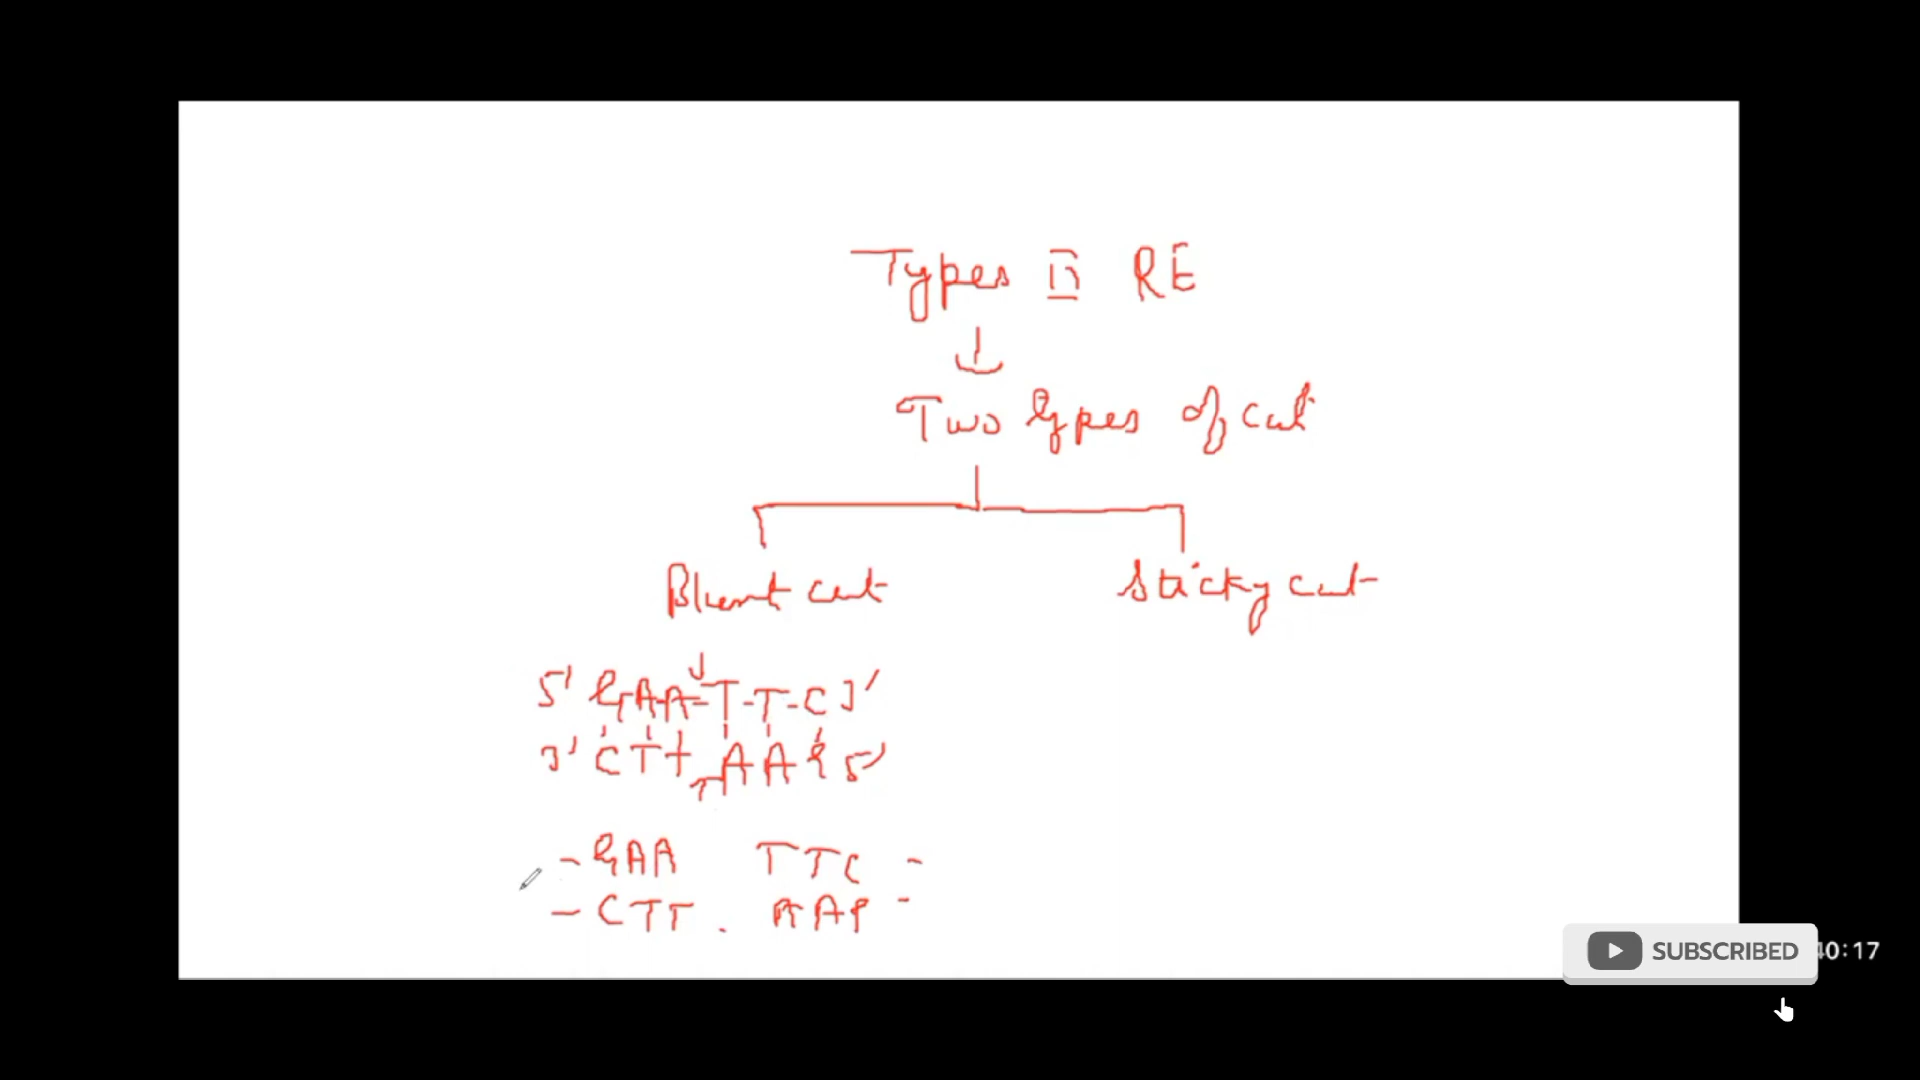 Types II RE
Two types of cut
Blunt cut
Sticky cut
5' GAA-T-T-C 3'
3' CTT AAG 5'
- GAA TTC -
- CTT . AAG -
SUBSCRIBED
40:17